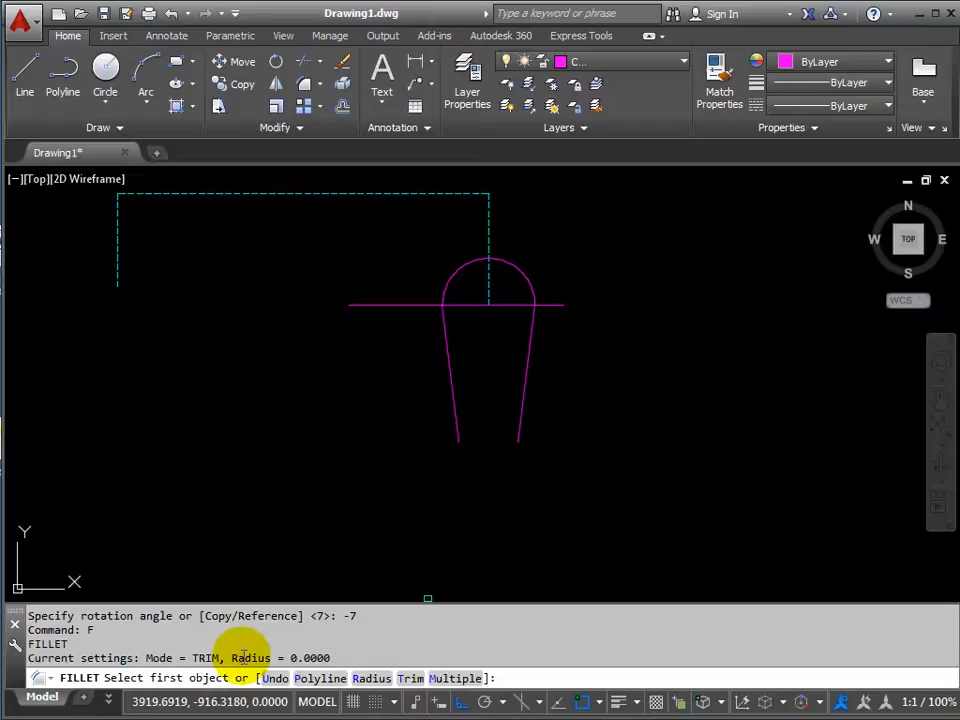 Drawing1.dwg
Type a keyword or phrase
Sign In
Home Insert Annotate Parametric View Manage Output Add-ins Autodesk 360 Express Tools
Line
Polyline
Circle
Arc
Move
Copy
Text
Layer
Properties
C...
Match
Properties
ByLayer
ByLayer
ByLayer
Base
Draw
Modify
Annotation
Layers
Properties
View
Drawing1*
[−][Top][2D Wireframe]
N
W
TOP
E
S
WCS
Y
X
Specify rotation angle or [Copy/Reference] <7>: -7
Command: F
FILLET
Current settings: Mode = TRIM, Radius = 0.0000
FILLET Select first object or [Undo Polyline Radius Trim Multiple]:
Model
3919.6919, -916.3180, 0.0000 MODEL
1:1 / 100%